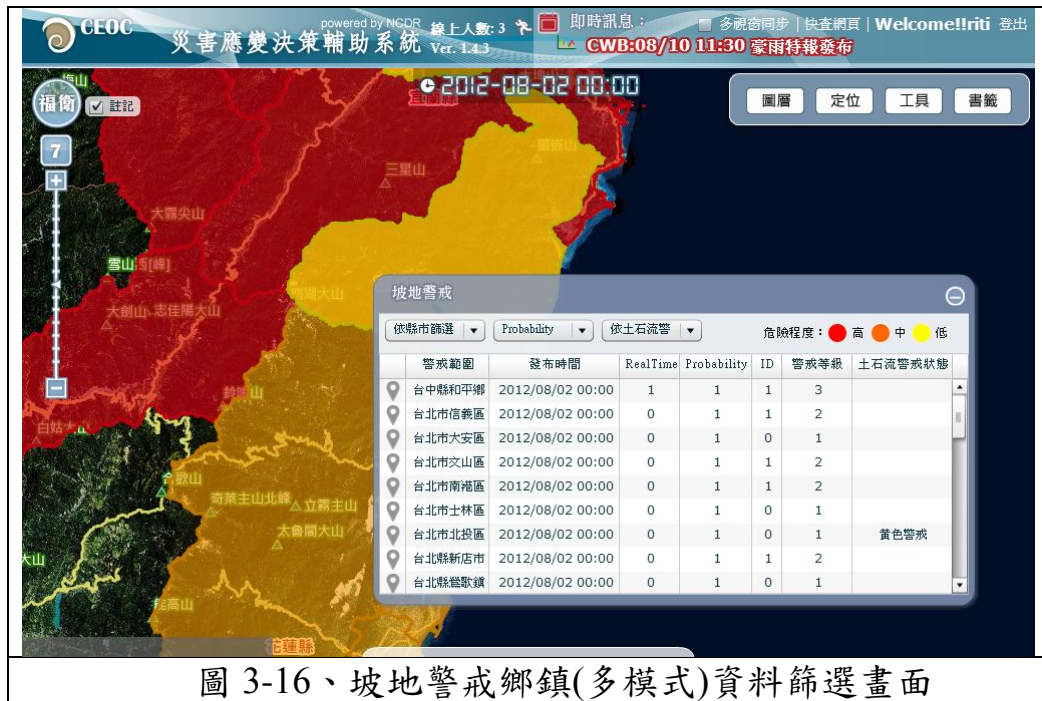 CEOC
災害應變決策輔助系統
powered by NCDR
Ver. 1.4.3
線上人數: 3
即時訊息：
CWB:08/10 11:30 豪雨特報發布
多視窗同步 | 快查網頁 | Welcome!!riti 登出
2012-08-02 00:00
福衛
註記
7
圖層 定位 工具 書籤
宜蘭縣
三星山
蘭崁山
大霸尖山
雪山
大劍山
志佳陽大山
奇萊主山北峰
立霧主山
太魯閣大山
花蓮縣
坡地警戒
依縣市篩選 Probability 依土石流警
危險程度： 高 中 低
警戒範圍 發布時間 RealTime Probability ID 警戒等級 土石流警戒狀態
台中縣和平鄉 2012/08/02 00:00 1 1 1 3
台北市信義區 2012/08/02 00:00 0 1 1 2
台北市大安區 2012/08/02 00:00 0 1 0 1
台北市文山區 2012/08/02 00:00 0 1 1 2
台北市南港區 2012/08/02 00:00 0 1 1 2
台北市士林區 2012/08/02 00:00 0 1 0 1
台北市北投區 2012/08/02 00:00 0 1 0 1 黃色警戒
台北縣新店市 2012/08/02 00:00 0 1 1 2
台北縣鶯歌鎮 2012/08/02 00:00 0 1 0 1
圖 3-16、坡地警戒鄉鎮(多模式)資料篩選畫面